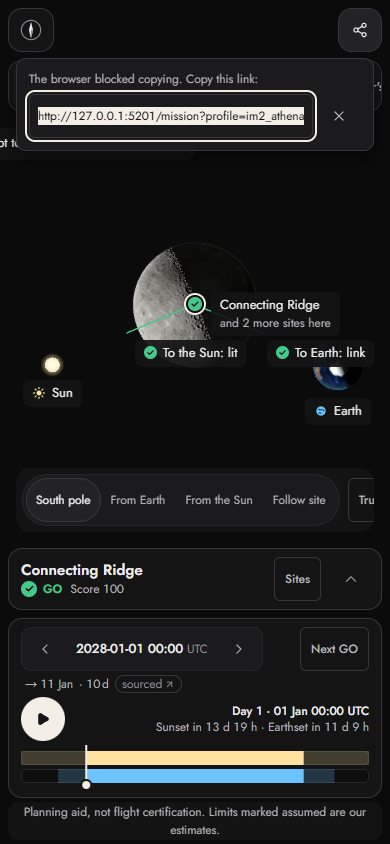 The browser blocked copying. Copy this link:
http://127.0.0.1:5201/mission?profile=im2_athena
Connecting Ridge
and 2 more sites here
To the Sun: lit
To Earth: link
Sun
Earth
South pole
From Earth
From the Sun
Follow site
Tru
Connecting Ridge
GO Score 100
Sites
2028-01-01 00:00 UTC
Next GO
→ 11 Jan · 10 d sourced ↗
Day 1 · 01 Jan 00:00 UTC
Sunset in 13 d 19 h · Earthset in 11 d 9 h
Planning aid, not flight certification. Limits marked assumed are our
estimates.